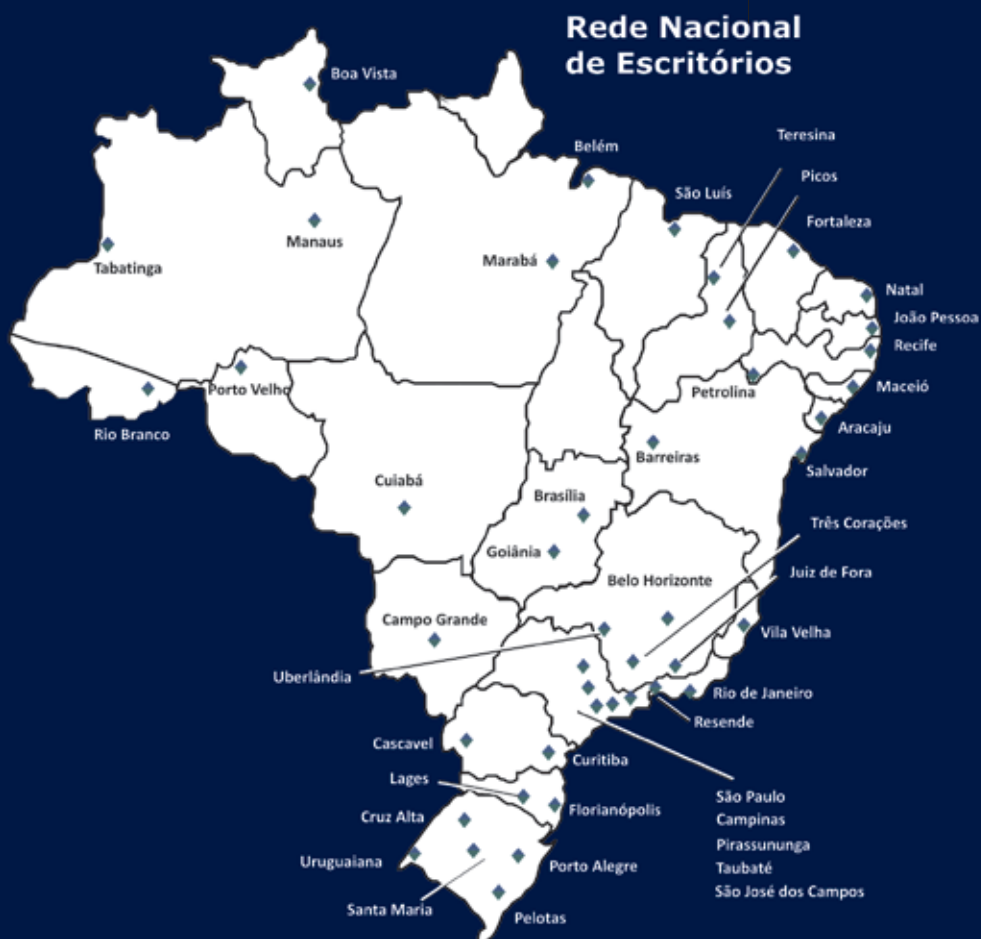 Rede Nacional
de Escritórios
Boa Vista
Teresina
Belém
Picos
São Luís
Fortaleza
Manaus
Marabá
Tabatinga
Natal
João Pessoa
Recife
Porto Velho
Petrolina
Maceió
Rio Branco
Aracaju
Barreiras
Salvador
Cuiabá
Brasília
Três Corações
Goiânia
Juiz de Fora
Belo Horizonte
Campo Grande
Vila Velha
Uberlândia
Rio de Janeiro
Resende
Cascavel
Curitiba
Lages
São Paulo
Florianópolis
Cruz Alta
Campinas
Pirassununga
Uruguaiana
Porto Alegre
Taubaté
São José dos Campos
Santa Maria
Pelotas